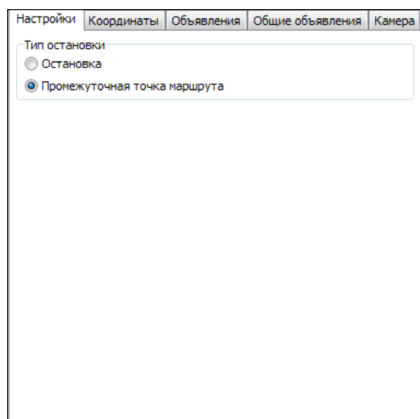 Настройки Координаты Объявления Общие объявления Камера
Тип остановки
Остановка
Промежуточная точка маршрута